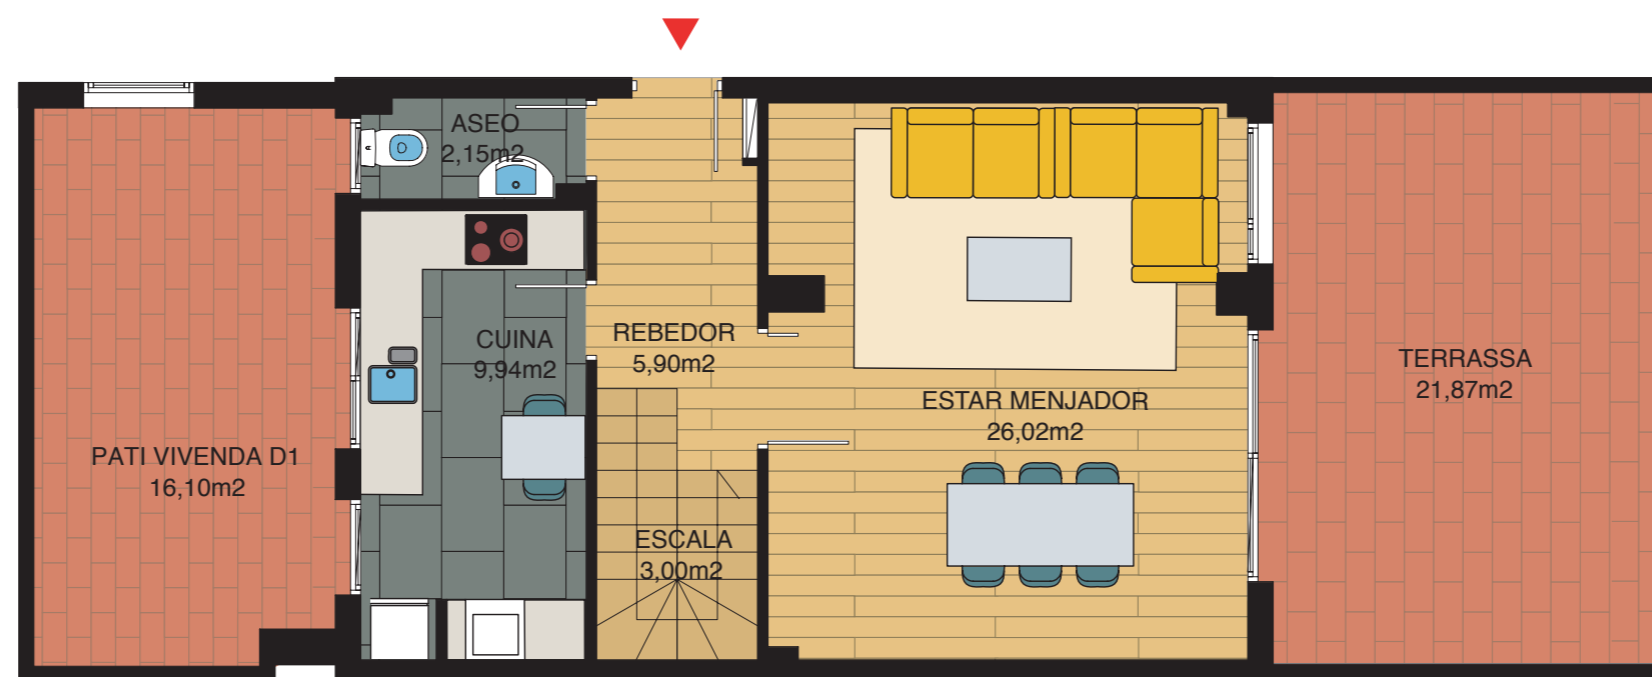 ASEO
2,15m2
CUINA
9,94m2
REBEDOR
5,90m2
ESTAR MENJADOR
26,02m2
TERRASSA
21,87m2
PATI VIVENDA D1
16,10m2
ESCALA
3,00m2